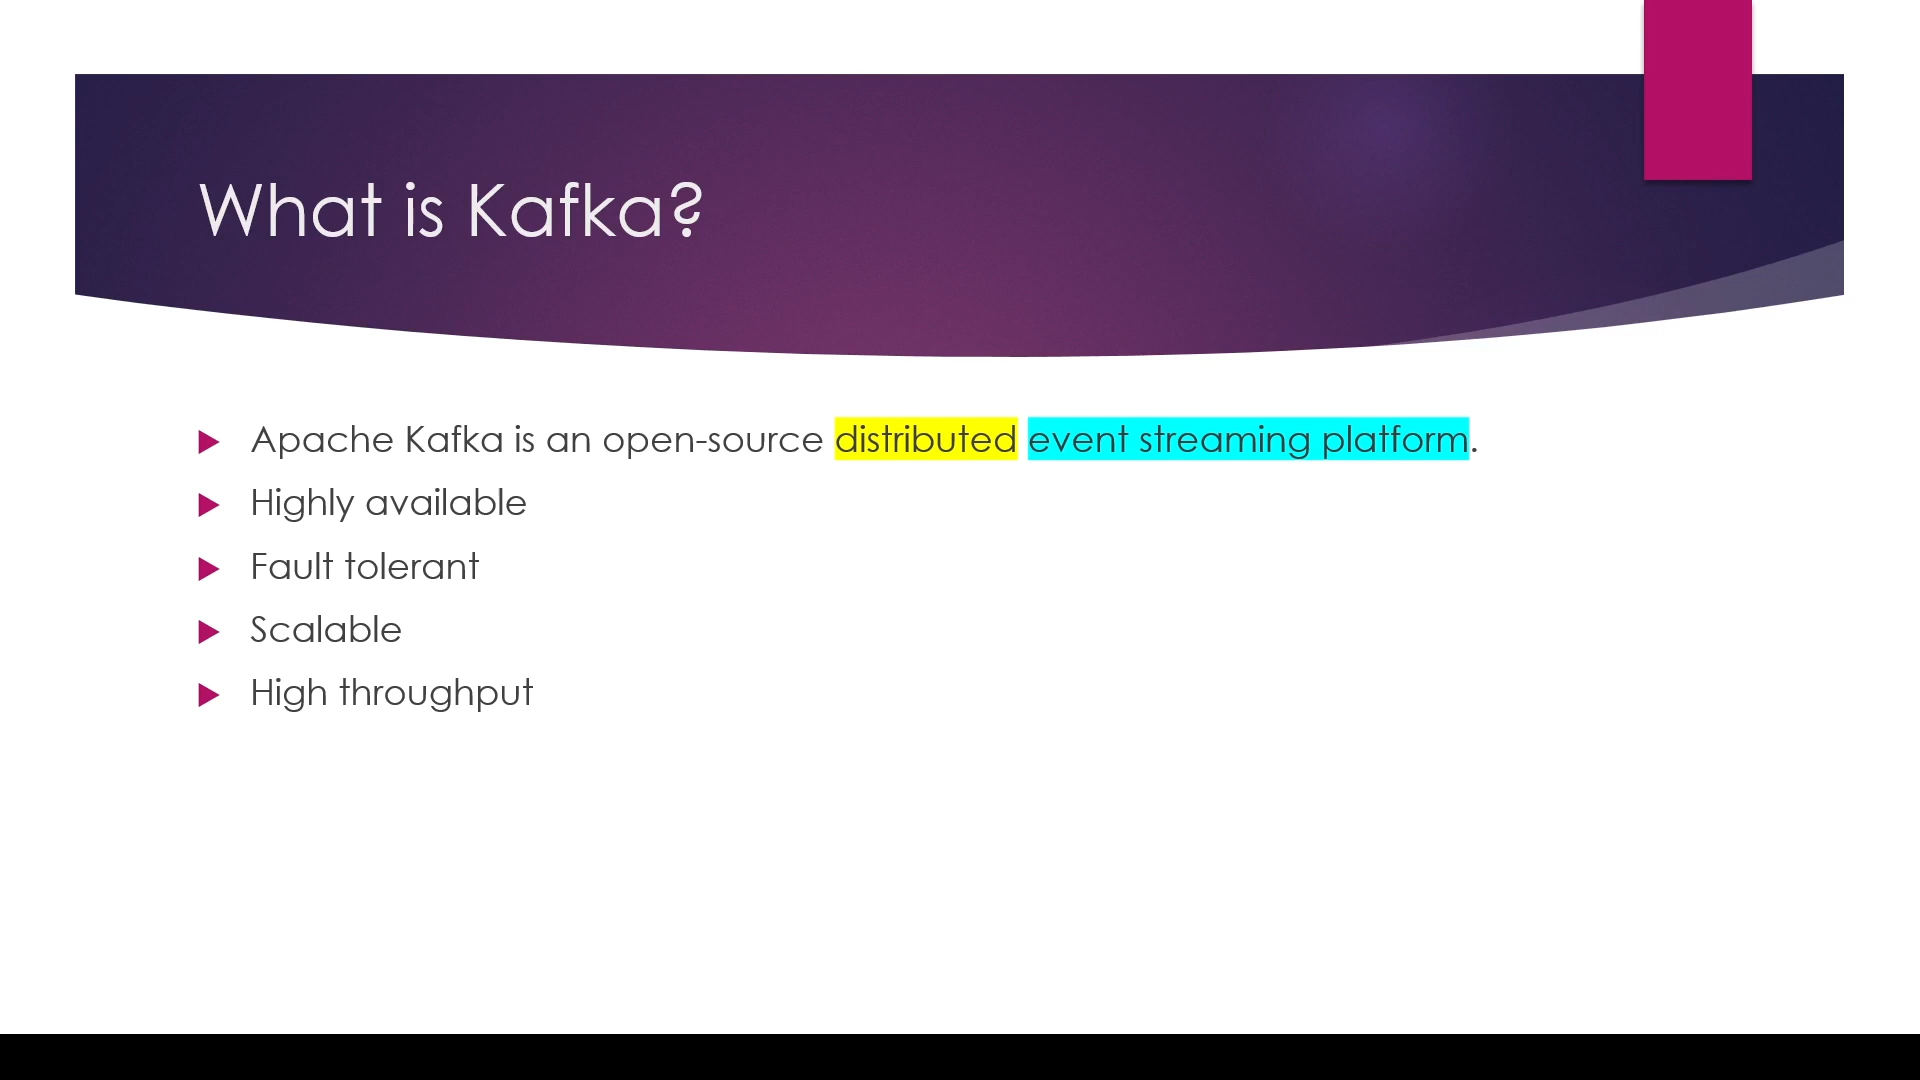 What is Kafka?
Apache Kafka is an open-source distributed event streaming platform.
Highly available
Fault tolerant
Scalable
High throughput